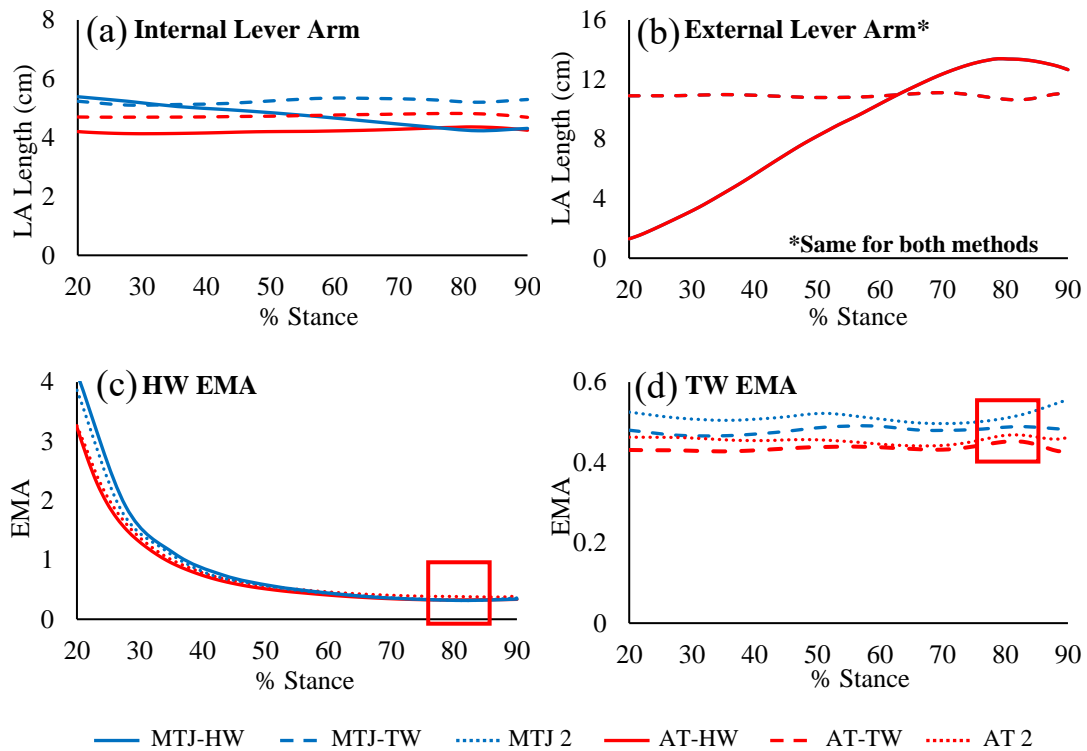 (a) Internal Lever Arm
LA Length (cm)
8
6
4
2
0
20 30 40 50 60 70 80 90
% Stance
(b) External Lever Arm*
LA Length (cm)
16
12
8
4
0
*Same for both methods
20 30 40 50 60 70 80 90
% Stance
(c) HW EMA
EMA
4
3
2
1
0
20 30 40 50 60 70 80 90
% Stance
(d) TW EMA
EMA
0.6
0.4
0.2
0
20 30 40 50 60 70 80 90
% Stance
MTJ-HW MTJ-TW MTJ 2 AT-HW AT-TW AT 2